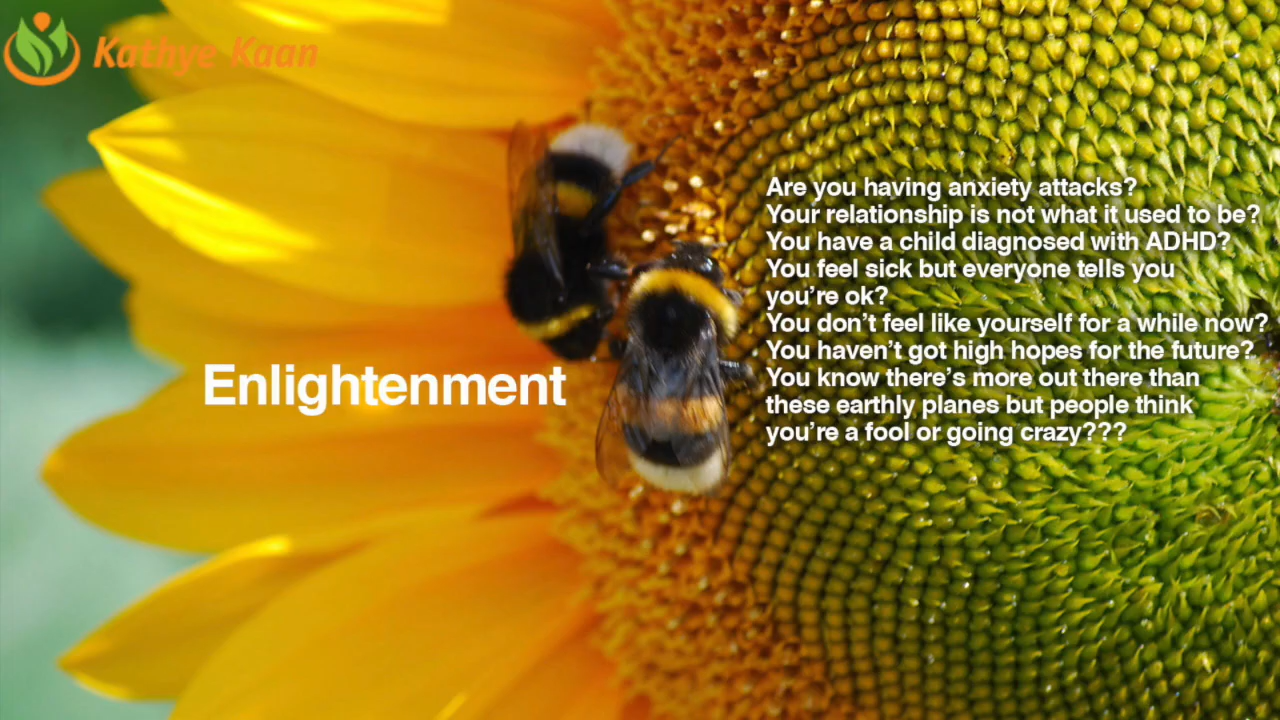 Kathye Kaan
Enlightenment
Are you having anxiety attacks?
Your relationship is not what it used to be?
You have a child diagnosed with ADHD?
You feel sick but everyone tells you
you’re ok?
You don’t feel like yourself for a while now?
You haven’t got high hopes for the future?
You know there’s more out there than
these earthly planes but people think
you’re a fool or going crazy???